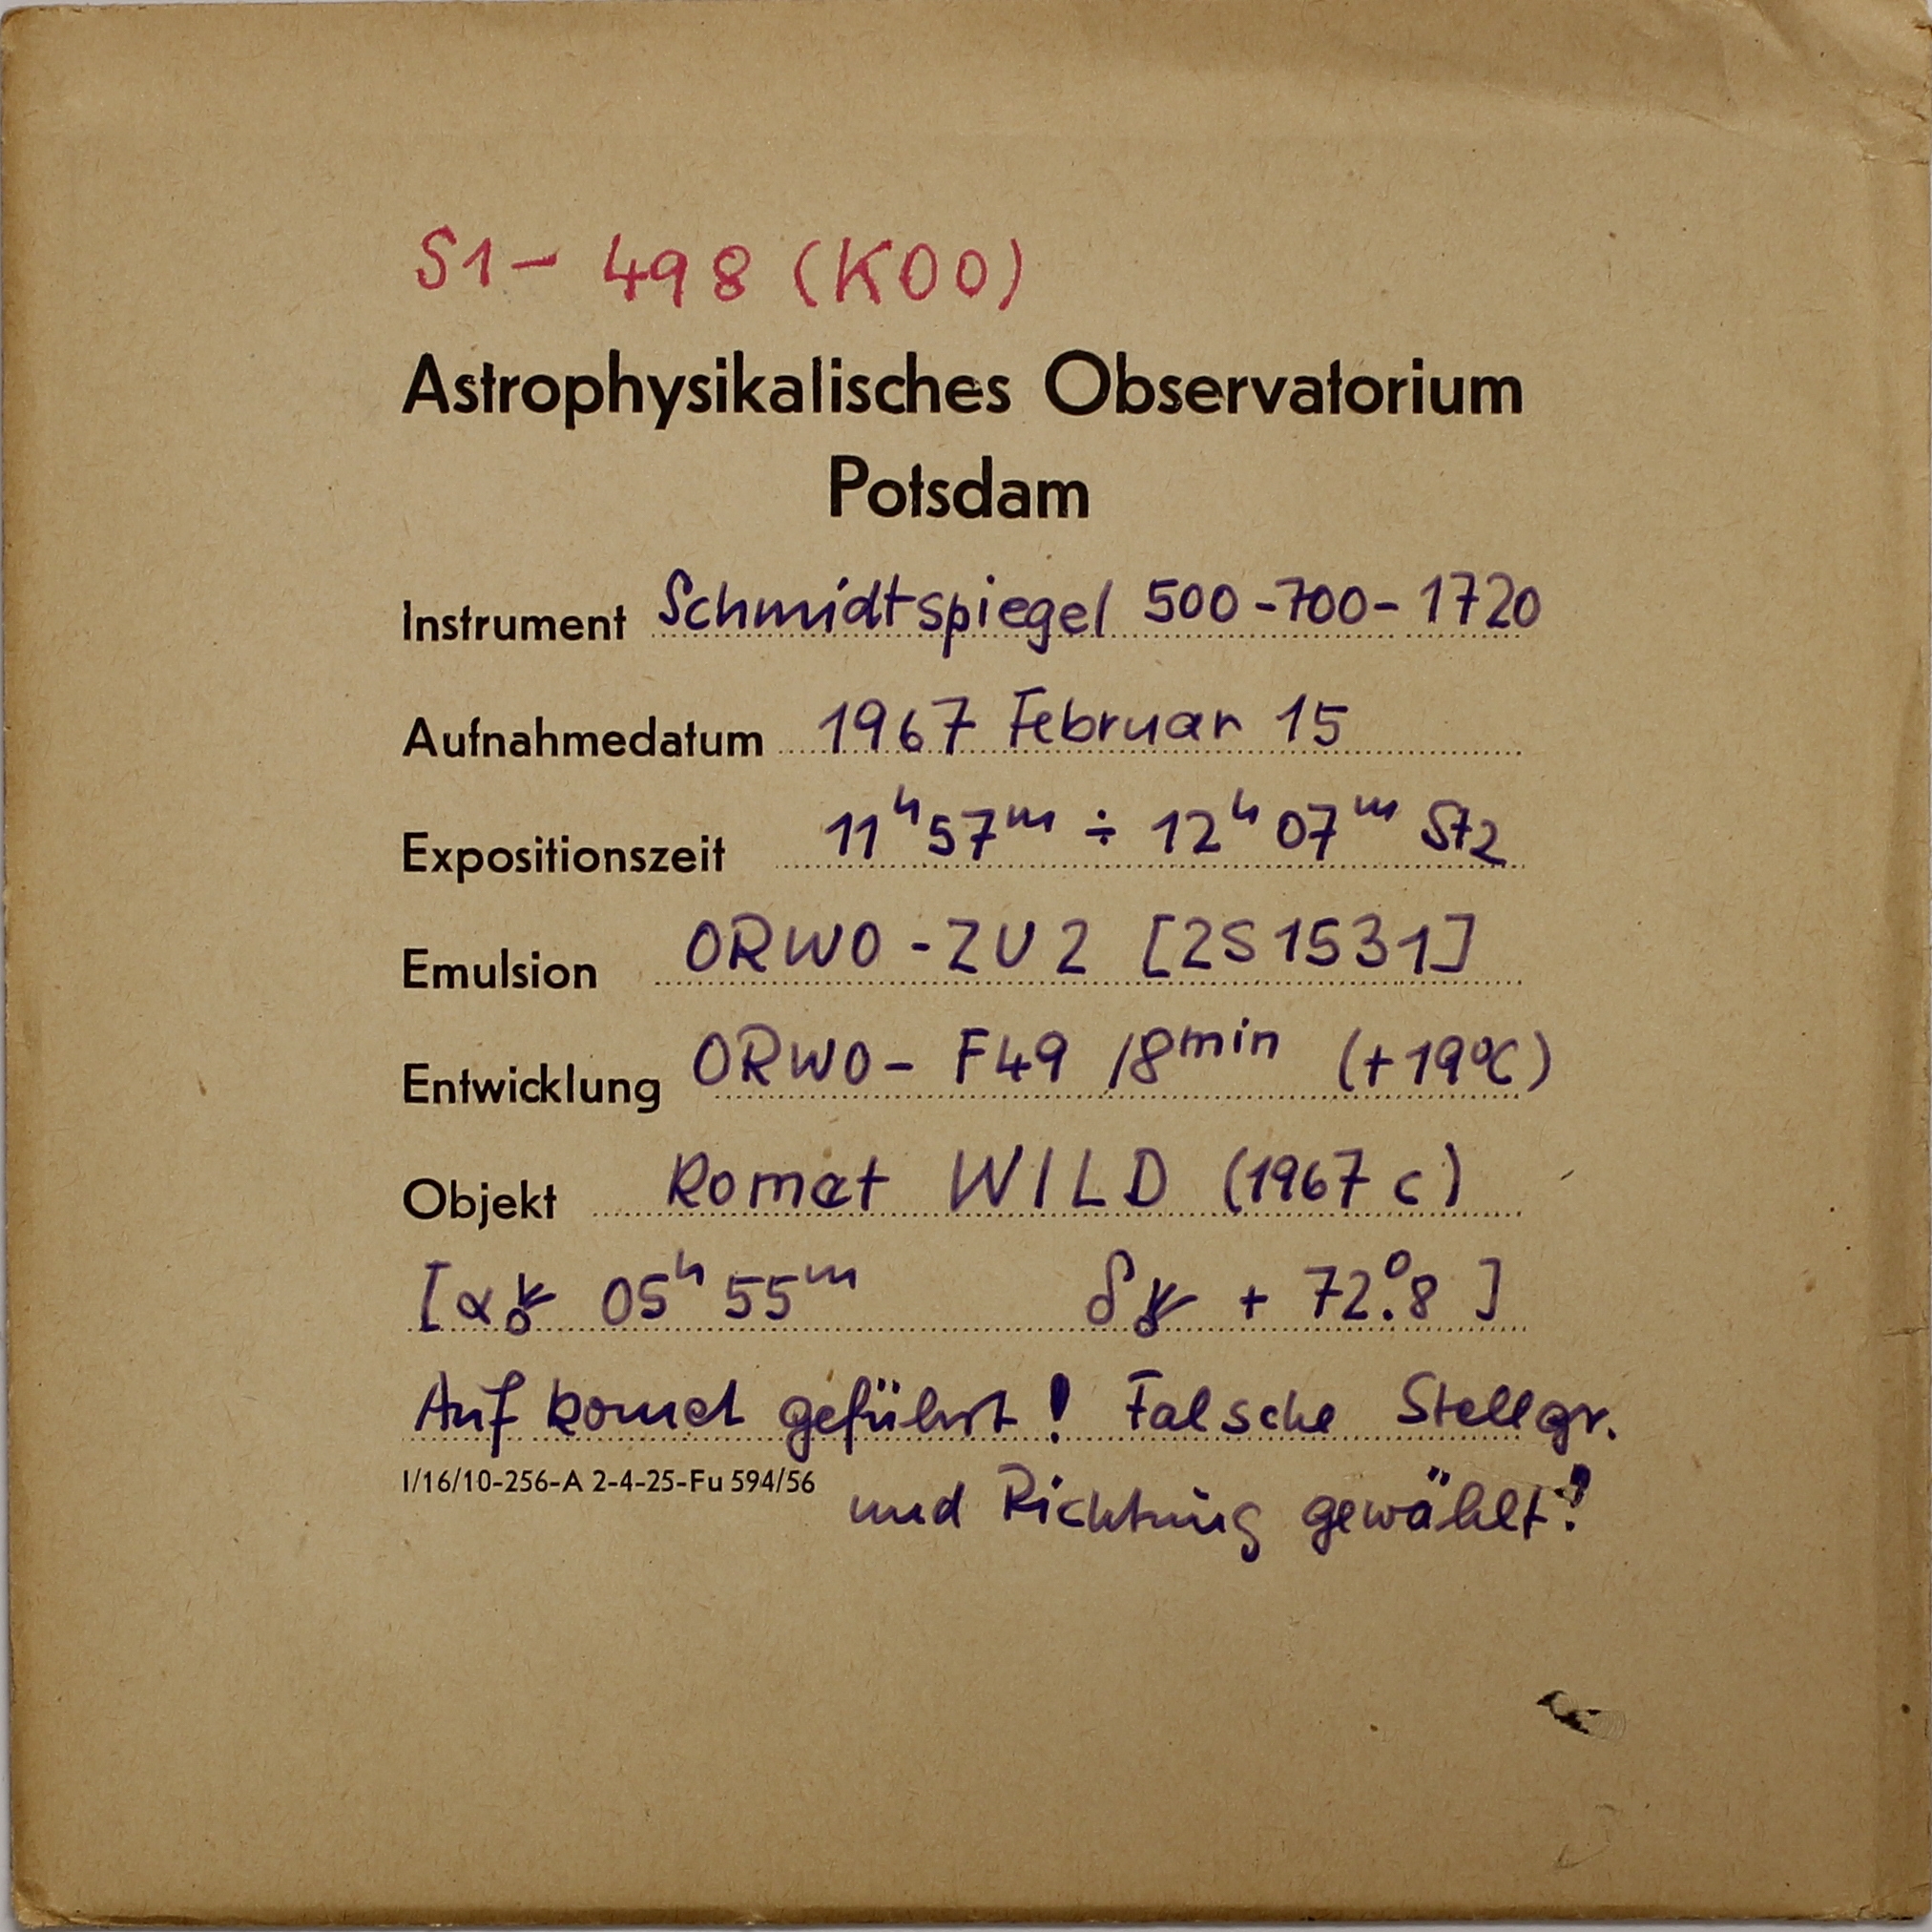 S1 - 498 (K00)
Astrophysikalisches Observatorium
Potsdam
Instrument Schmidtspiegel 500-700-1720
Aufnahmedatum 1967 Februar 15
Expositionszeit 11ʰ57ᵐ ÷ 12ʰ07ᵐ Stz
Emulsion ORWO-ZU2 [2S1531]
Entwicklung ORWO- F49 /8ᵐⁱⁿ (+19°C)
Objekt Komet WILD (1967 c)
[α☄ 05ʰ55ᵐ δ☄ + 72°.8 ]
Auf Komet geführt! Falsche Stellgr.
I/16/10-256-A 2-4-25-Fu 594/56
und Richtung gewählt!